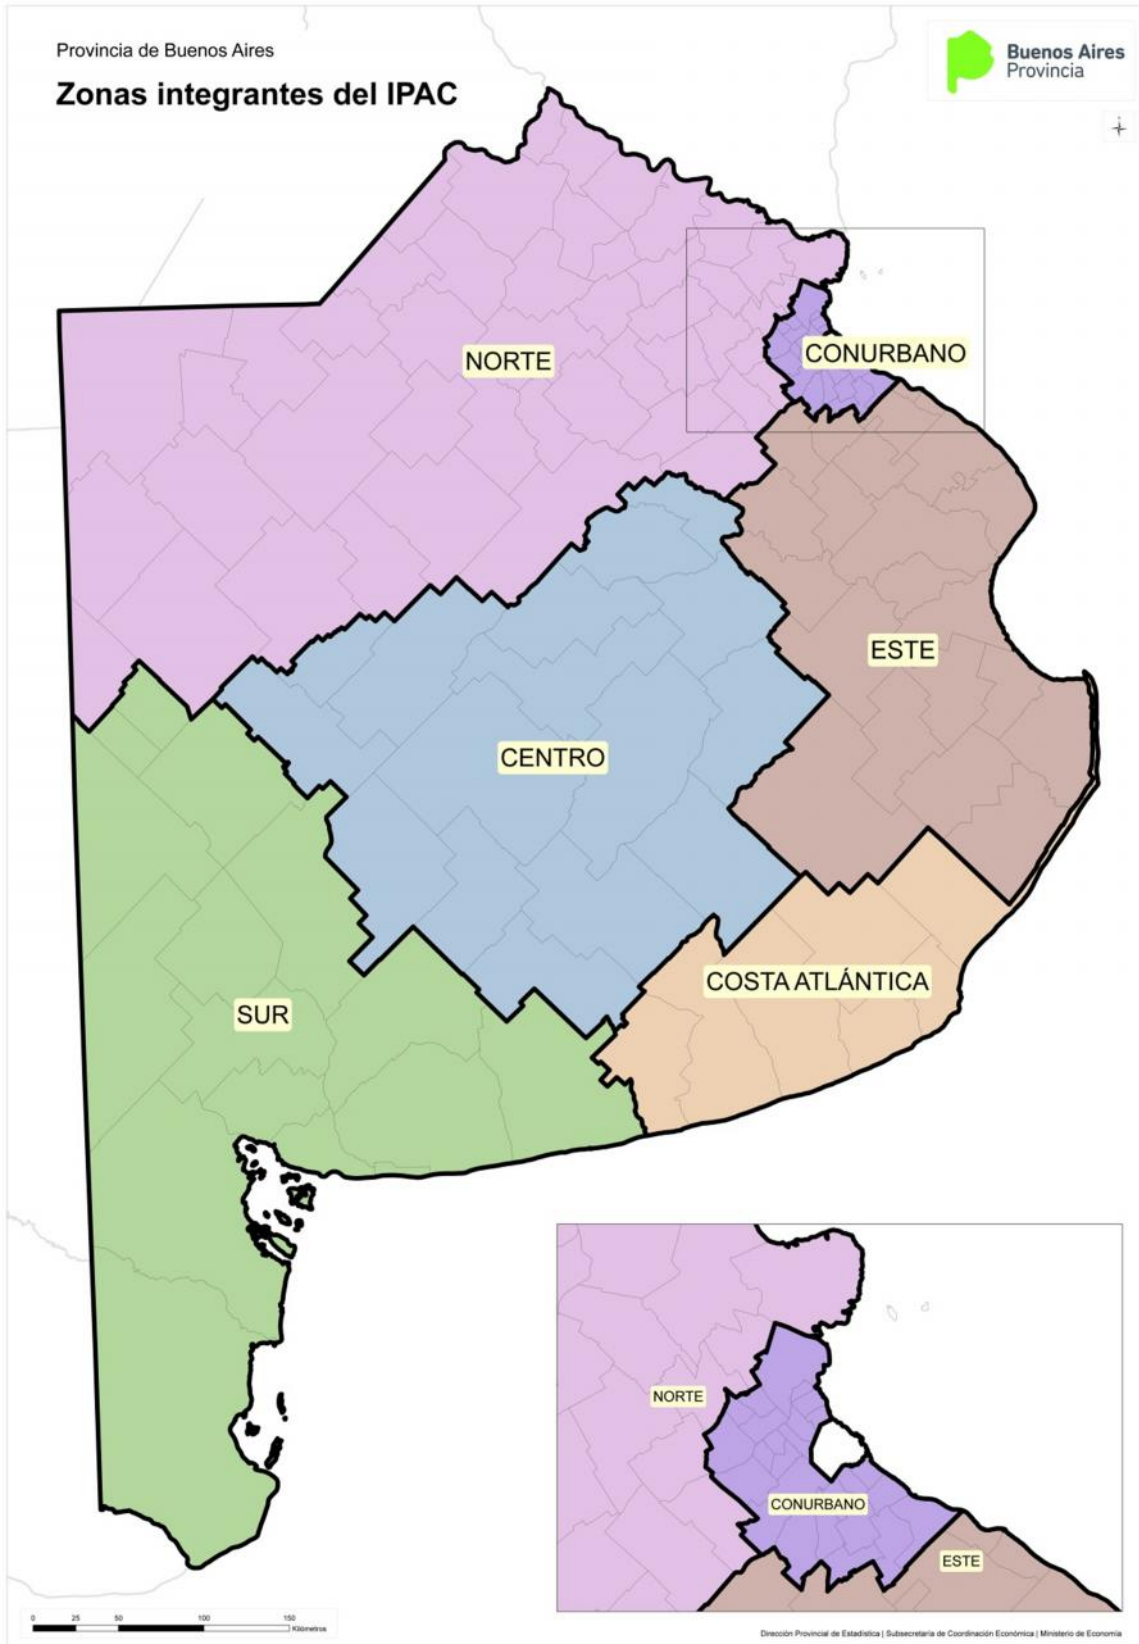 Provincia de Buenos Aires
Zonas integrantes del IPAC
Buenos Aires
Provincia
NORTE
CONURBANO
ESTE
CENTRO
COSTA ATLÁNTICA
SUR
NORTE
CONURBANO
ESTE
0 25 50 100 150
Kilómetros
Dirección Provincial de Estadística | Subsecretaría de Coordinación Económica | Ministerio de Economía